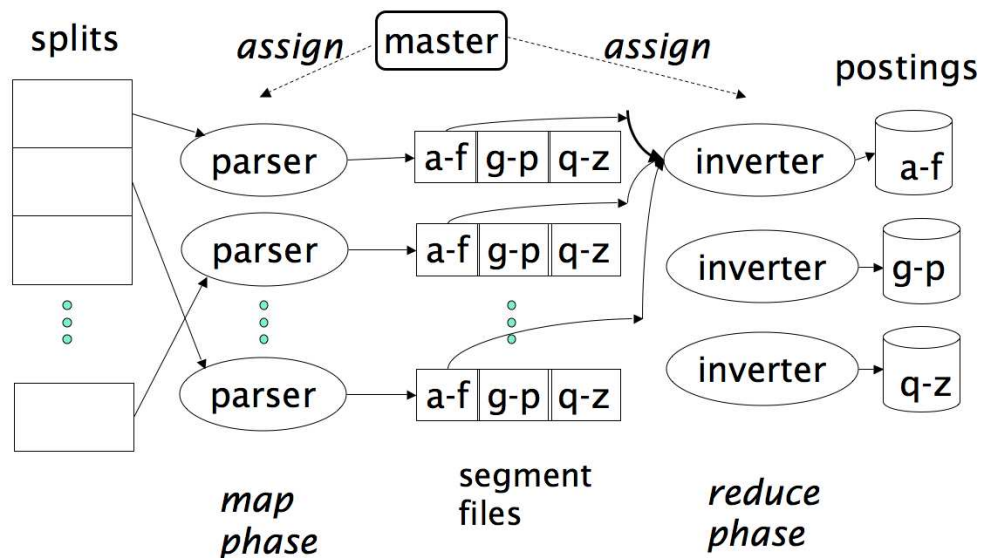 splits
assign
master
assign
postings
parser
a-f g-p q-z
inverter
a-f
parser
a-f g-p q-z
inverter
g-p
parser
a-f g-p q-z
inverter
q-z
map
phase
segment
files
reduce
phase